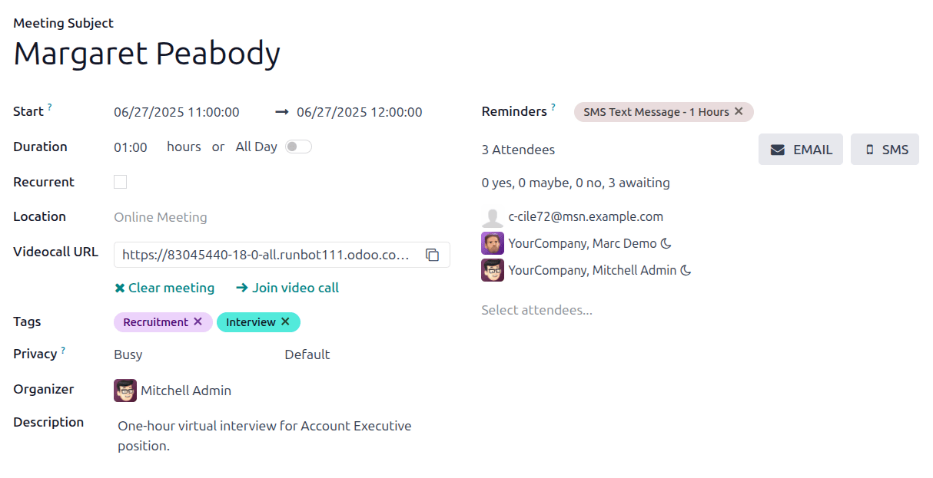 Meeting Subject
Margaret Peabody
Start ?
06/27/2025 11:00:00 → 06/27/2025 12:00:00
Duration
01:00 hours or All Day
Recurrent
Location
Online Meeting
Videocall URL
https://83045440-18-0-all.runbot111.odoo.co...
✖ Clear meeting → Join video call
Tags
Recruitment ✕ Interview ✕
Privacy ?
Busy Default
Organizer
Mitchell Admin
Description
One-hour virtual interview for Account Executive
position.
Reminders ?
SMS Text Message - 1 Hours ✕
3 Attendees
EMAIL SMS
0 yes, 0 maybe, 0 no, 3 awaiting
c-cile72@msn.example.com
YourCompany, Marc Demo
YourCompany, Mitchell Admin
Select attendees...